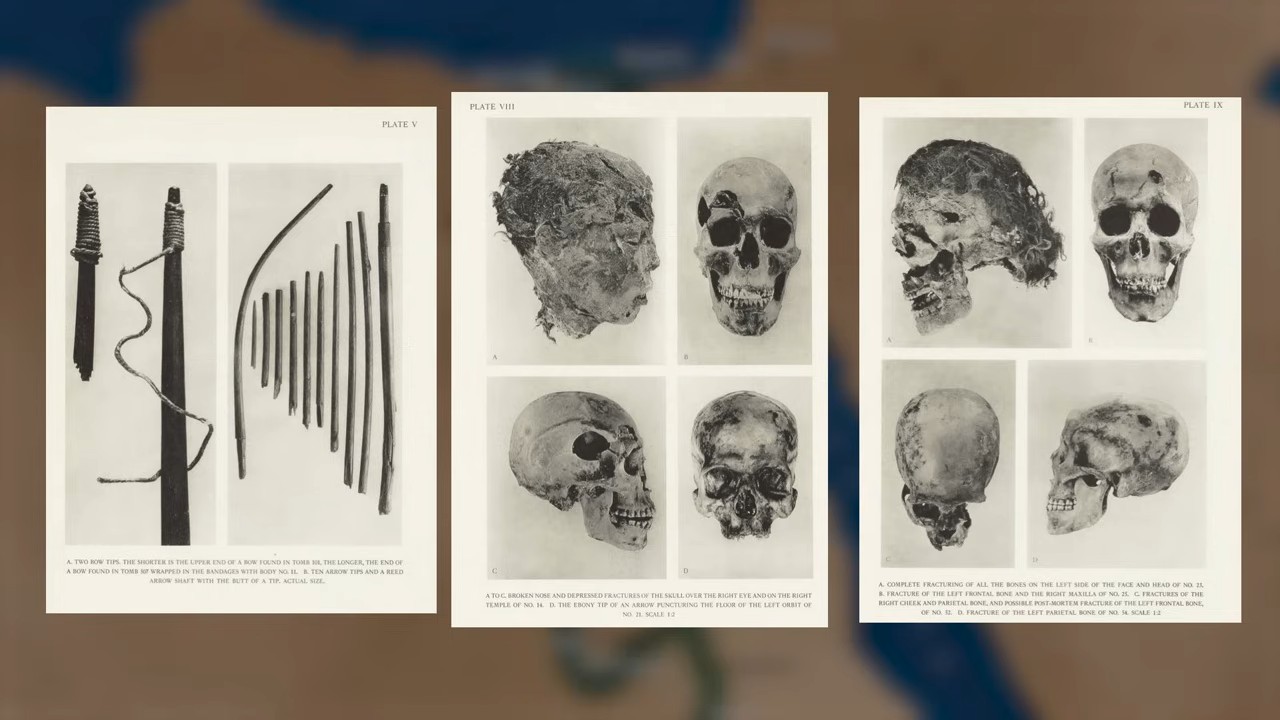 PLATE V
A. TWO BOW TIPS. THE SHORTER IS THE UPPER END OF A BOW FOUND IN TOMB 101, THE LONGER, THE END OF
A BOW FOUND IN TOMB 507 WRAPPED IN THE BANDAGES WITH BODY NO. 11. B. TEN ARROW TIPS AND A REED
ARROW SHAFT WITH THE BUTT OF A TIP. ACTUAL SIZE.
PLATE VIII
A
B
C
D
A TO C. BROKEN NOSE AND DEPRESSED FRACTURES OF THE SKULL OVER THE RIGHT EYE AND ON THE RIGHT
TEMPLE OF NO. 14. D. THE EBONY TIP OF AN ARROW PUNCTURING THE FLOOR OF THE LEFT ORBIT OF
NO. 21. SCALE 1:2
PLATE IX
A
B
C
D
A. COMPLETE FRACTURING OF ALL THE BONES ON THE LEFT SIDE OF THE FACE AND HEAD OF NO. 23.
B. FRACTURE OF THE LEFT FRONTAL BONE AND THE RIGHT MAXILLA OF NO. 25. C. FRACTURES OF THE
RIGHT CHEEK AND PARIETAL BONE, AND POSSIBLE POST-MORTEM FRACTURE OF THE LEFT FRONTAL BONE,
OF NO. 52. D. FRACTURE OF THE LEFT PARIETAL BONE OF NO. 54. SCALE 1:2